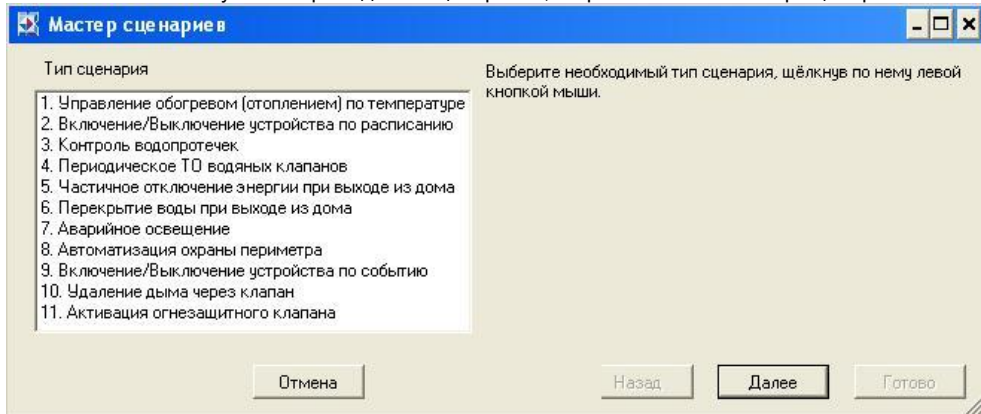 Мастер сценариев
Тип сценария
1. Управление обогревом (отоплением) по температуре
2. Включение/Выключение устройства по расписанию
3. Контроль водопротечек
4. Периодическое ТО водяных клапанов
5. Частичное отключение энергии при выходе из дома
6. Перекрытие воды при выходе из дома
7. Аварийное освещение
8. Автоматизация охраны периметра
9. Включение/Выключение устройства по событию
10. Удаление дыма через клапан
11. Активация огнезащитного клапана
Выберите необходимый тип сценария, щёлкнув по нему левой
кнопкой мыши.
Отмена
Назад
Далее
Готово